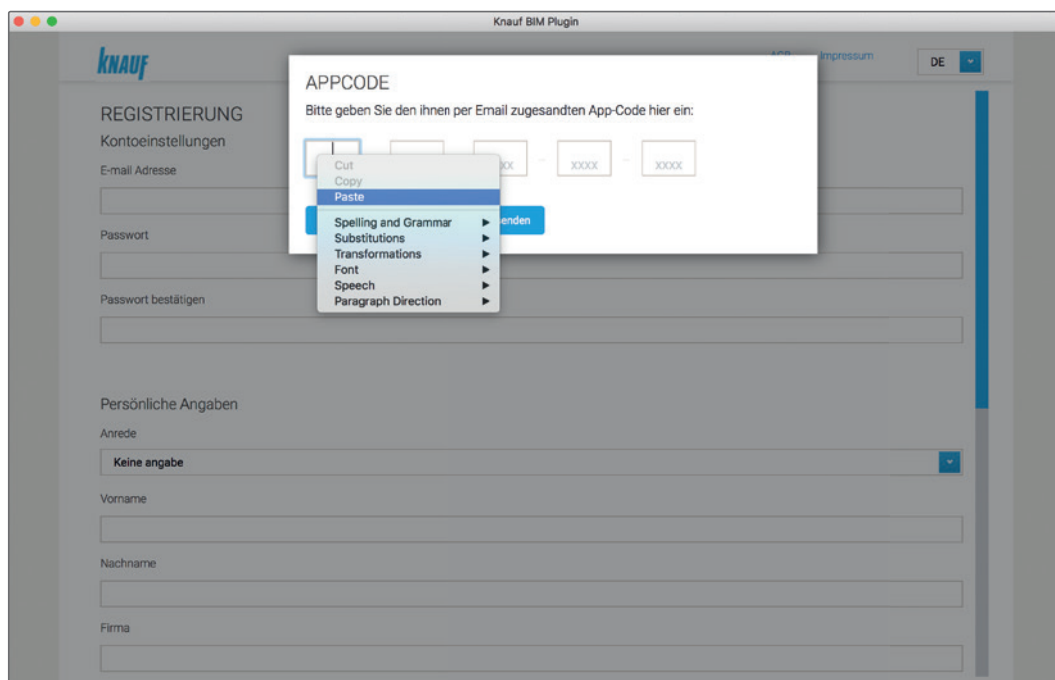 Knauf BIM Plugin
KNAUF
Impressum
DE
APPCODE
Bitte geben Sie den ihnen per Email zugesandten App-Code hier ein:
xxxx – xxxx
Cut
Copy
Paste
Spelling and Grammar
Substitutions
Transformations
Font
Speech
Paragraph Direction
REGISTRIERUNG
Kontoeinstellungen
E-mail Adresse
Passwort
Passwort bestätigen
Persönliche Angaben
Anrede
Keine angabe
Vorname
Nachname
Firma